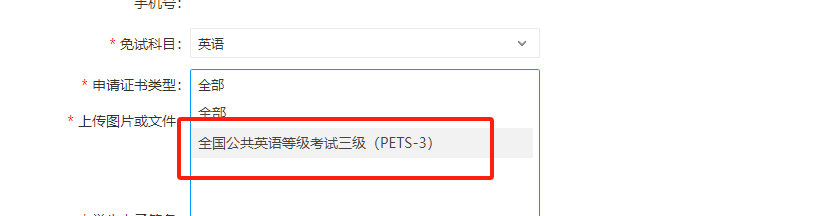 手机号：
* 免试科目： 英语
* 申请证书类型： 全部
全部
* 上传图片或文件：
全国公共英语等级考试三级（PETS-3）